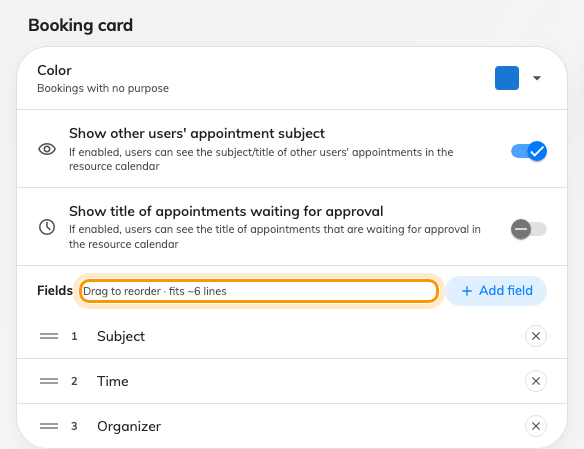 Booking card
Color
Bookings with no purpose
Show other users' appointment subject
If enabled, users can see the subject/title of other users' appointments in the
resource calendar
Show title of appointments waiting for approval
If enabled, users can see the title of appointments that are waiting for approval in
the resource calendar
Fields Drag to reorder · fits ~6 lines + Add field
1 Subject
2 Time
3 Organizer